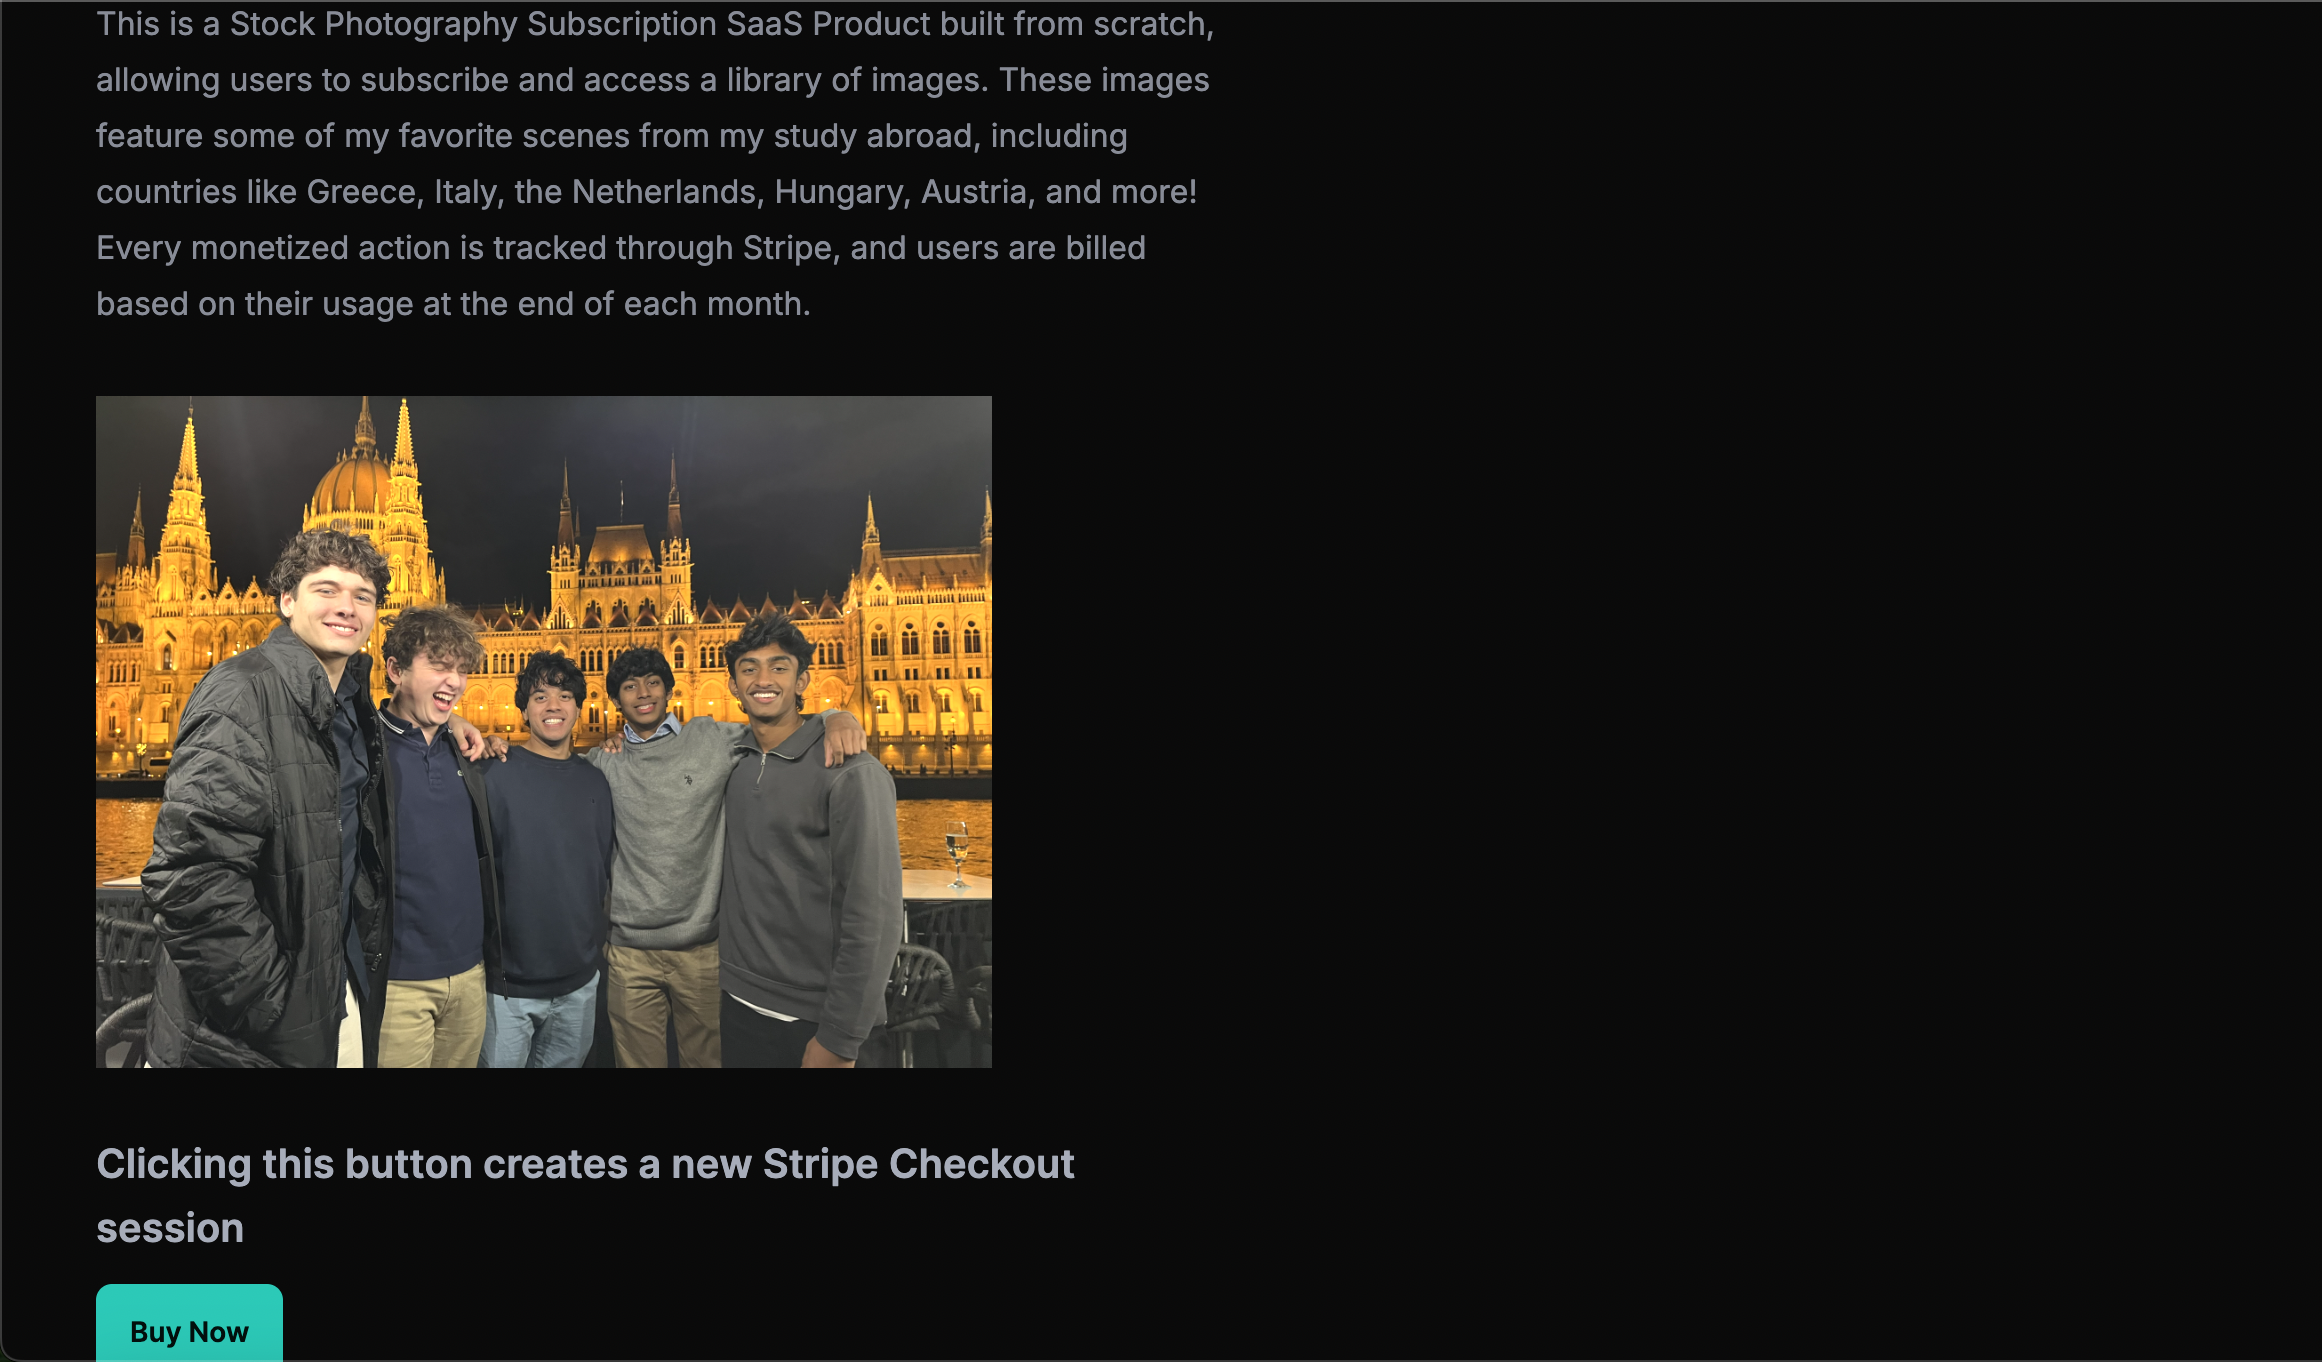 This is a Stock Photography Subscription SaaS Product built from scratch,
allowing users to subscribe and access a library of images. These images
feature some of my favorite scenes from my study abroad, including
countries like Greece, Italy, the Netherlands, Hungary, Austria, and more!
Every monetized action is tracked through Stripe, and users are billed
based on their usage at the end of each month.
Clicking this button creates a new Stripe Checkout
session
Buy Now